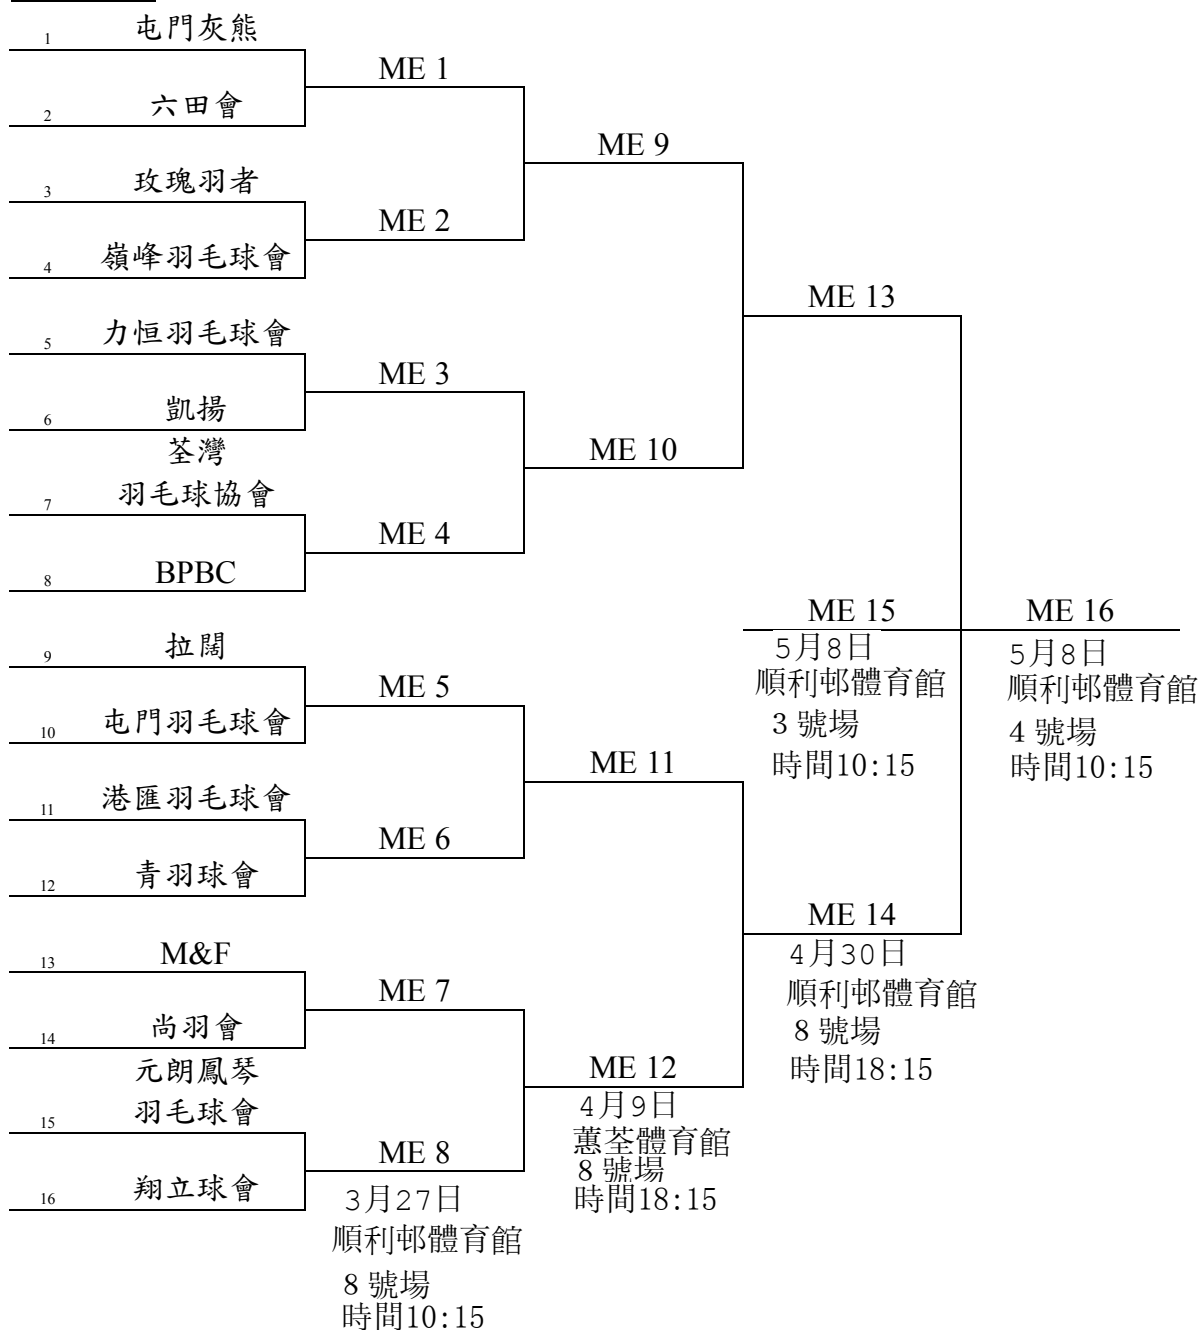 1 屯門灰熊
ME 1
2 六田會
ME 9
3 玫瑰羽者
ME 2
4 嶺峰羽毛球會
ME 13
5 力恒羽毛球會
ME 3
6 凱揚
荃灣
ME 10
7 羽毛球協會
ME 4
8 BPBC
ME 15
5月8日
順利邨體育館
3 號場
時間10:15
ME 16
5月8日
順利邨體育館
4 號場
時間10:15
9 拉闊
ME 5
10 屯門羽毛球會
ME 11
11 港匯羽毛球會
ME 6
12 青羽球會
ME 14
4月30日
順利邨體育館
8 號場
時間18:15
13 M&F
ME 7
14 尚羽會
元朗鳳琴
ME 12
4月9日
蕙荃體育館
8 號場
時間18:15
15 羽毛球會
ME 8
3月27日
順利邨體育館
8 號場
時間10:15
16 翔立球會